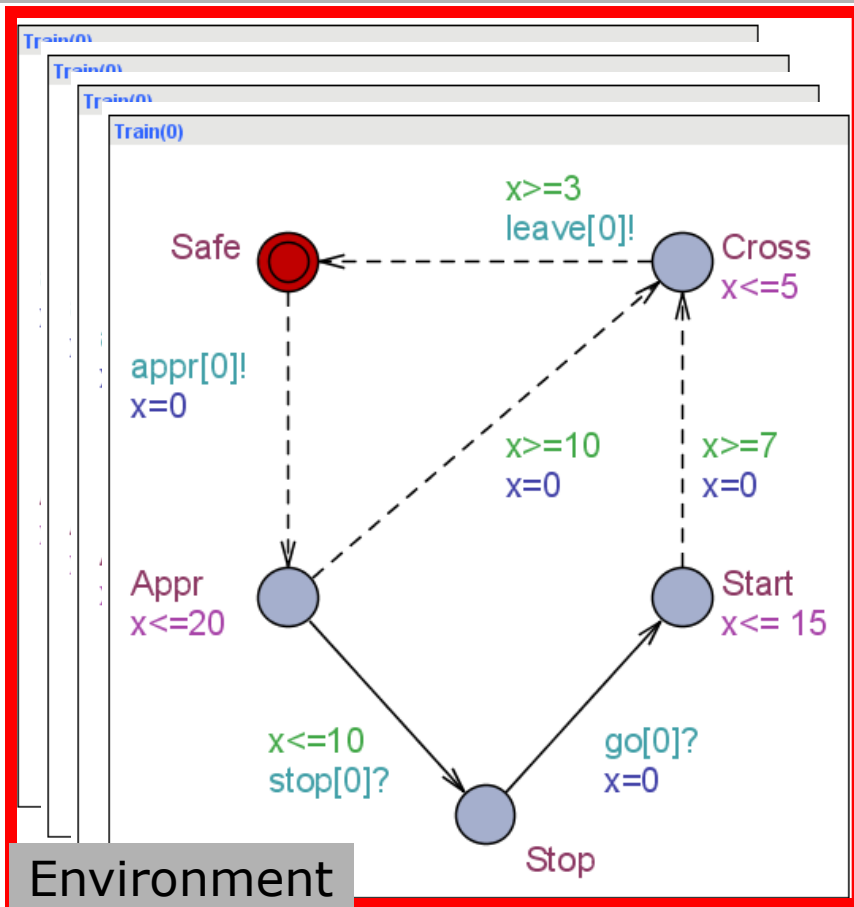 Train(0)
Train(0)
Train(0)
Train(0)
x>=3
leave[0]!
Safe
Cross
x<=5
appr[0]!
x=0
x>=10
x=0
x>=7
x=0
Appr
x<=20
Start
x<= 15
x<=10
stop[0]?
go[0]?
x=0
Stop
Environment